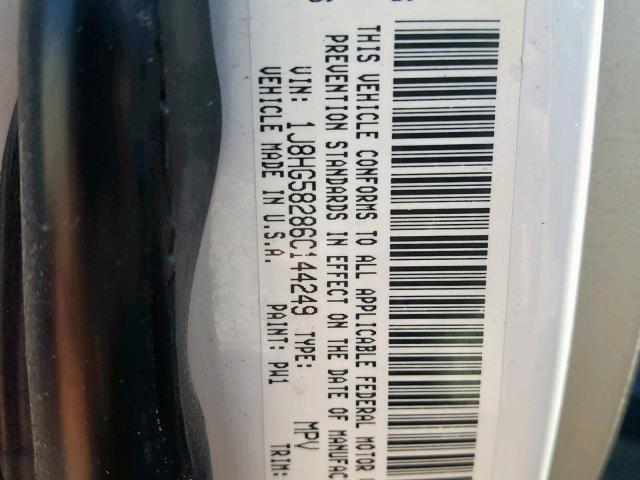 THIS VEHICLE CONFORMS TO ALL APPLICABLE FEDERAL MOTOR
PREVENTION STANDARDS IN EFFECT ON THE DATE OF MANUFAC
VIN: 1J8HG58286C144249 TYPE: MPV
VEHICLE MADE IN U.S.A. PAINT: PW1 TRIM: